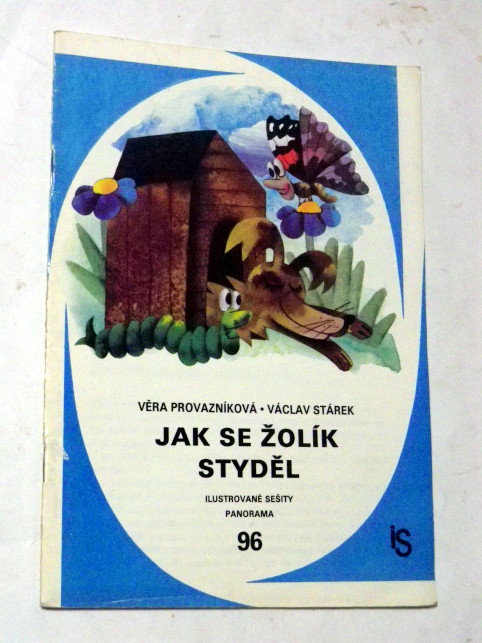 VĚRA PROVAZNÍKOVÁ • VÁCLAV STÁREK
JAK SE ŽOLÍK
STYDĚL
ILUSTROVANÉ SEŠITY
PANORAMA
96
iS